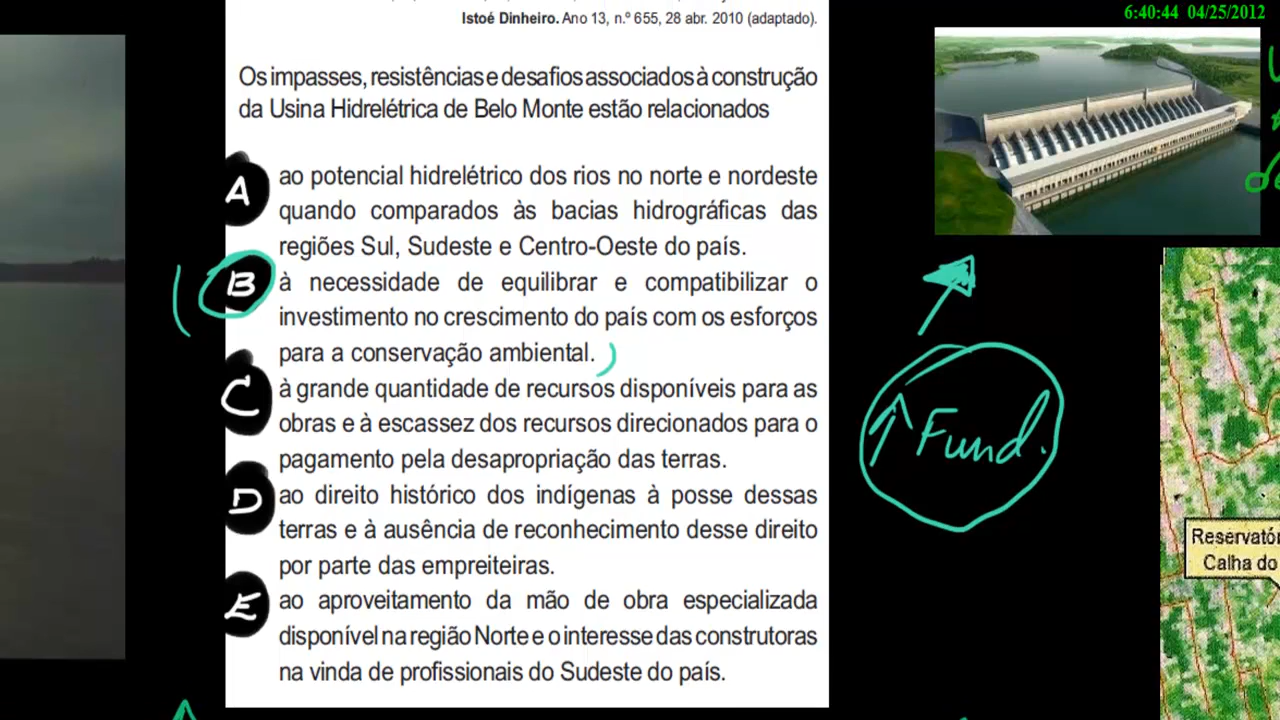 6:40:44 04/25/2012
Istoé Dinheiro. Ano 13, n.º 655, 28 abr. 2010 (adaptado).
Os impasses, resistências e desafios associados à construção
da Usina Hidrelétrica de Belo Monte estão relacionados
A ao potencial hidrelétrico dos rios no norte e nordeste
quando comparados às bacias hidrográficas das
regiões Sul, Sudeste e Centro-Oeste do país.
B à necessidade de equilibrar e compatibilizar o
investimento no crescimento do país com os esforços
para a conservação ambiental.
C à grande quantidade de recursos disponíveis para as
obras e à escassez dos recursos direcionados para o
pagamento pela desapropriação das terras.
D ao direito histórico dos indígenas à posse dessas
terras e à ausência de reconhecimento desse direito
por parte das empreiteiras.
E ao aproveitamento da mão de obra especializada
disponível na região Norte e o interesse das construtoras
na vinda de profissionais do Sudeste do país.
↑ Fund.
Reservató
Calha do